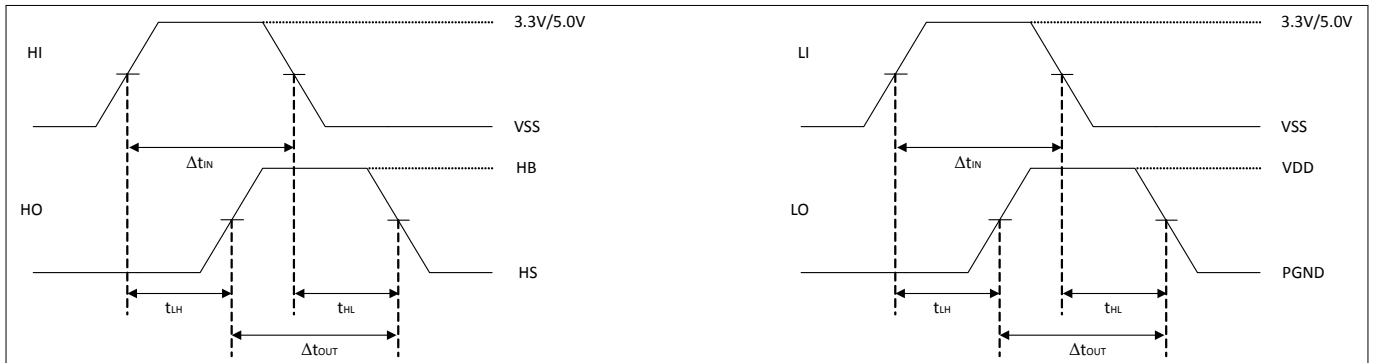 3.3V/5.0V
HI
VSS
ΔtIN
HB
HO
HS
tLH
tHL
ΔtOUT
3.3V/5.0V
LI
VSS
ΔtIN
VDD
LO
PGND
tLH
tHL
ΔtOUT